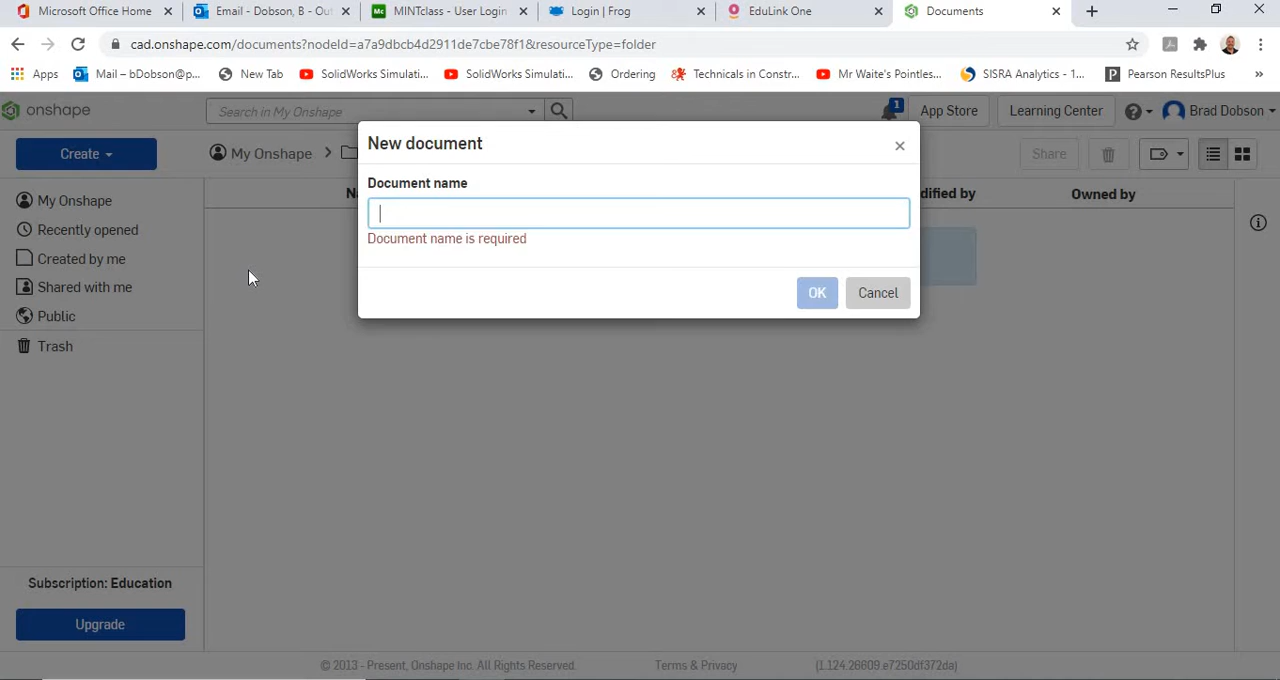 Microsoft Office Home
Email - Dobson, B - Out
MINTclass - User Login
Login | Frog
EduLink One
Documents
cad.onshape.com/documents?nodeId=a7a9dbcb4d2911de7cbe78f1&resourceType=folder
Apps
Mail – bDobson@p...
New Tab
SolidWorks Simulati...
SolidWorks Simulati...
Ordering
Technicals in Constr...
Mr Waite's Pointles...
SISRA Analytics - 1...
Pearson ResultsPlus
»
onshape
Search in My Onshape
1
App Store
Learning Center
Brad Dobson
Create
My Onshape
Share
New document
Document name
Document name is required
OK
Cancel
Na
dified by
Owned by
My Onshape
Recently opened
Created by me
Shared with me
Public
Trash
Subscription: Education
Upgrade
© 2013 - Present, Onshape Inc. All Rights Reserved.
Terms & Privacy
(1.124.26609.e7250df372da)